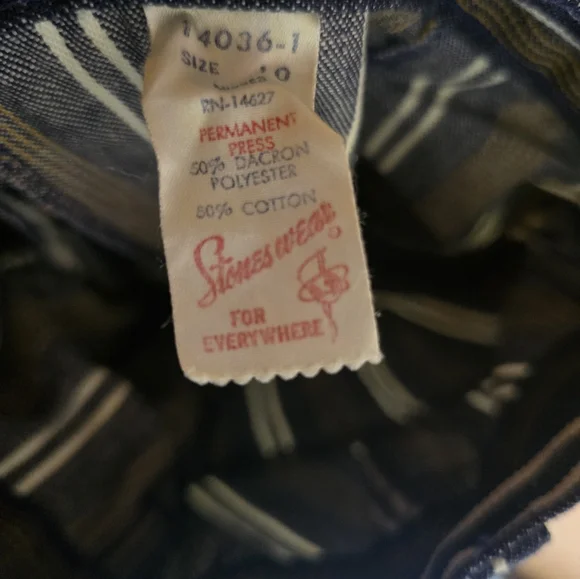 14036-1
SIZE
RN-14627
PERMANENT
PRESS
50% DACRON
POLYESTER
50% COTTON
Stoneswear
FOR
EVERYWHERE